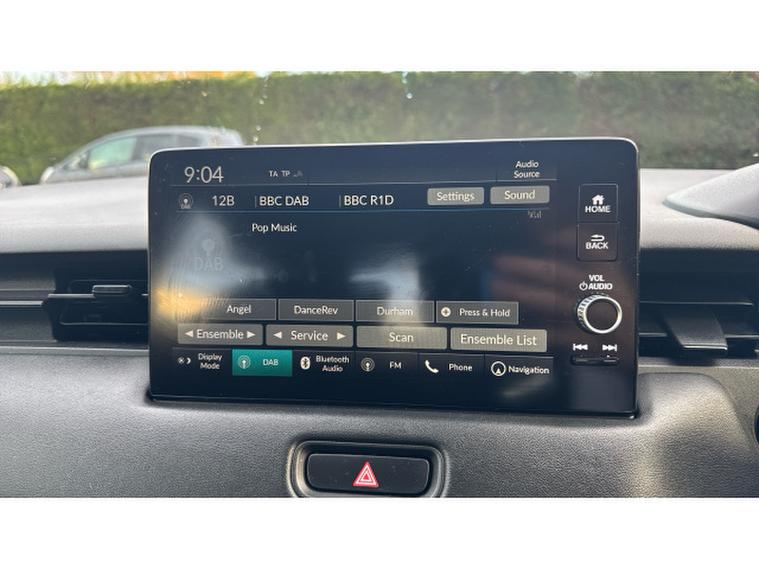 9:04 TA TP Audio Source
12B BBC DAB BBC R1D Settings Sound
Pop Music
DAB
Angel DanceRev Durham Press & Hold
Ensemble Service Scan Ensemble List
Display Mode DAB Bluetooth Audio FM Phone Navigation
HOME
BACK
VOL
AUDIO